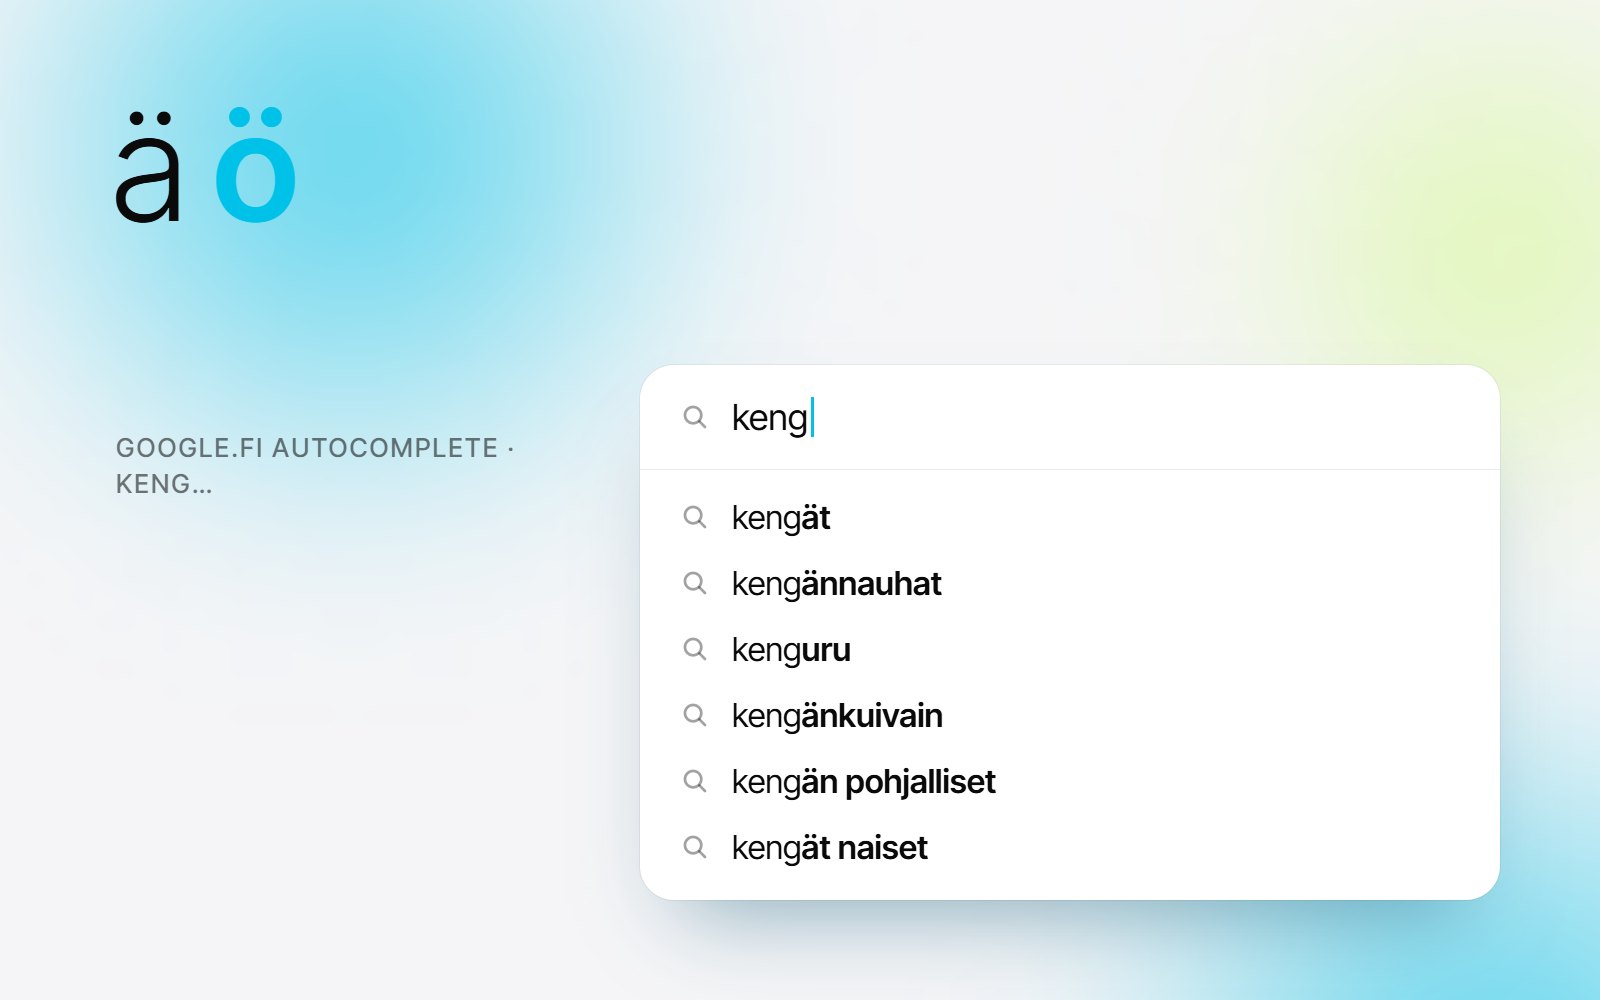 ä ö
GOOGLE.FI AUTOCOMPLETE ·
KENG…
keng
kengät
kengännauhat
kenguru
kengänkuivain
kengän pohjalliset
kengät naiset